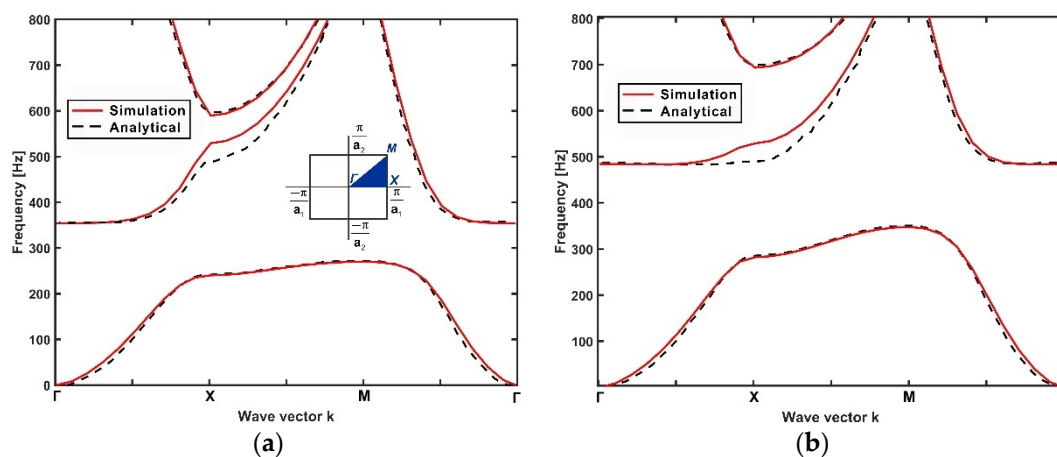 800
700
600
500
400
300
200
100
0
Frequency [Hz]
Simulation
Analytical
π
a2
M
Γ
X
-π
a1
π
a1
-π
a2
Γ
X
M
Γ
Wave vector k
(a)
800
700
600
500
400
300
200
100
Frequency [Hz]
Simulation
Analytical
Γ
X
M
Wave vector k
(b)